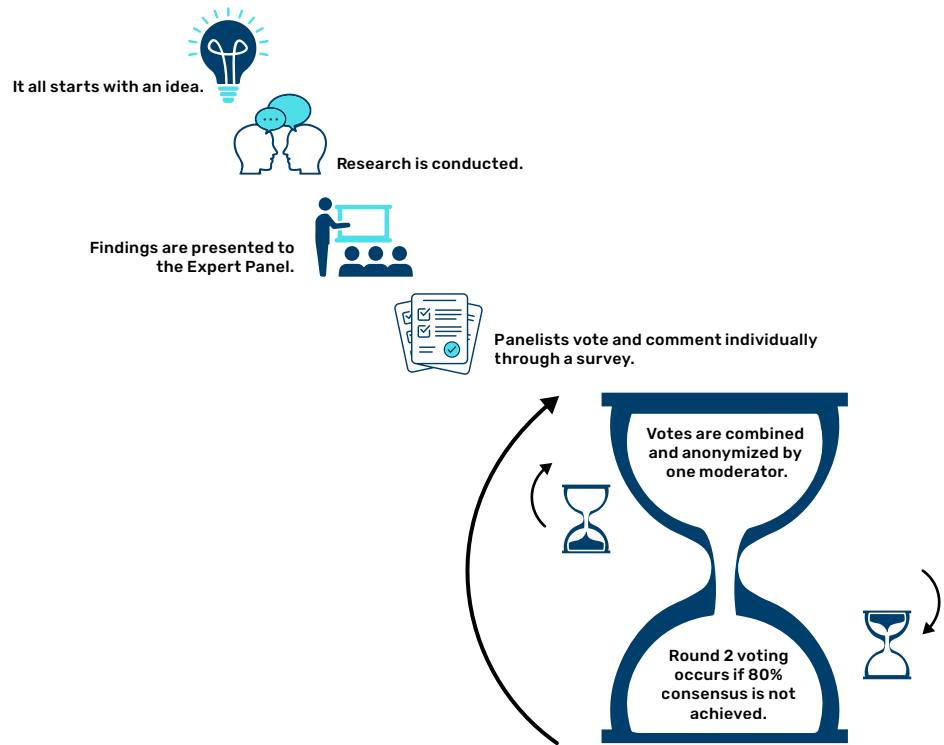 It all starts with an idea.
Research is conducted.
Findings are presented to
the Expert Panel.
Panelists vote and comment individually
through a survey.
Votes are combined
and anonymized by
one moderator.
Round 2 voting
occurs if 80%
consensus is not
achieved.